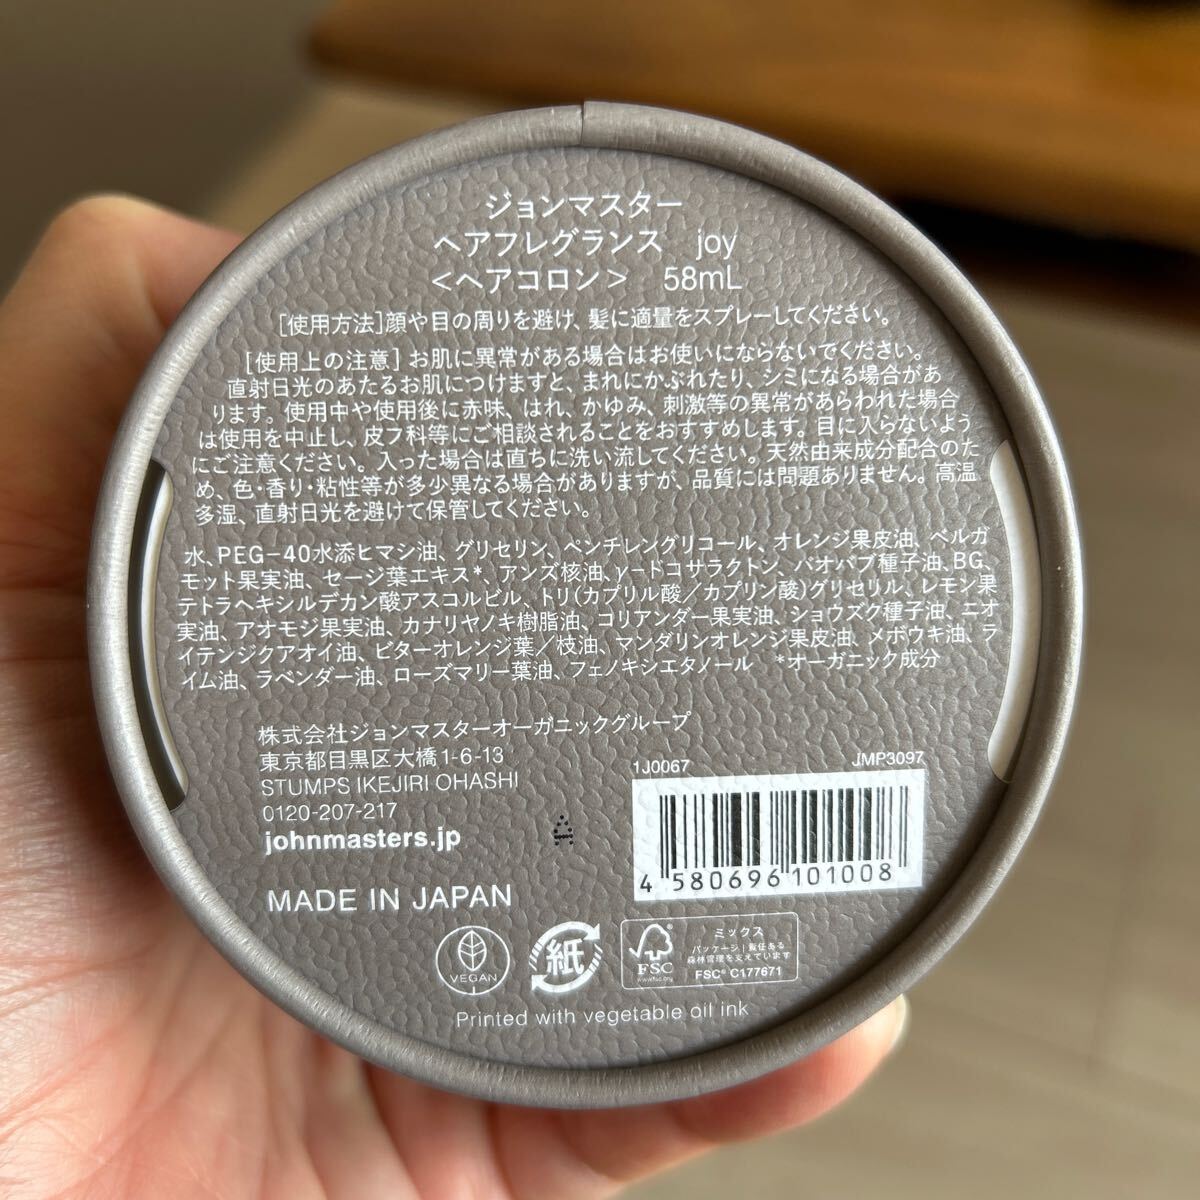 ジョンマスター
ヘアフレグランス joy
<ヘアコロン> 58mL
[使用方法]顔や目の周りを避け、髪に適量をスプレーしてください。
[使用上の注意] お肌に異常がある場合はお使いにならないでください。
直射日光のあたるお肌につけますと、まれにかぶれたり、シミになる場合があ
ります。使用中や使用後に赤味、はれ、かゆみ、刺激等の異常があらわれた場合
は使用を中止し、皮フ科等にご相談されることをおすすめします。目に入らないよう
にご注意ください。入った場合は直ちに洗い流してください。天然由来成分配合のた
め、色・香り・粘性等が多少異なる場合がありますが、品質には問題ありません。高温
多湿、直射日光を避けて保管してください。
水、PEG-40水添ヒマシ油、グリセリン、ペンチレングリコール、オレンジ果皮油、ベルガ
モット果実油、セージ葉エキス*、アンズ核油、γ-ドコサラクトン、バオバブ種子油、BG、
テトラヘキシルデカン酸アスコルビル、トリ(カプリル酸/カプリン酸)グリセリル、レモン果
実油、アオモジ果実油、カナリヤノキ樹脂油、コリアンダー果実油、ショウズク種子油、ニオ
イテンジクアオイ油、ビターオレンジ葉/枝油、マンダリンオレンジ果皮油、メボウキ油、ラ
イム油、ラベンダー油、ローズマリー葉油、フェノキシエタノール *オーガニック成分
株式会社ジョンマスターオーガニックグループ
東京都目黒区大橋1-6-13
STUMPS IKEJIRI OHASHI
0120-207-217
johnmasters.jp
1J0067 JMP3097
4 580696 101008
MADE IN JAPAN
VEGAN
紙
FSC
www.fsc.org
ミックス
パッケージ|責任ある
森林管理を支えています
FSC® C177671
Printed with vegetable oil ink